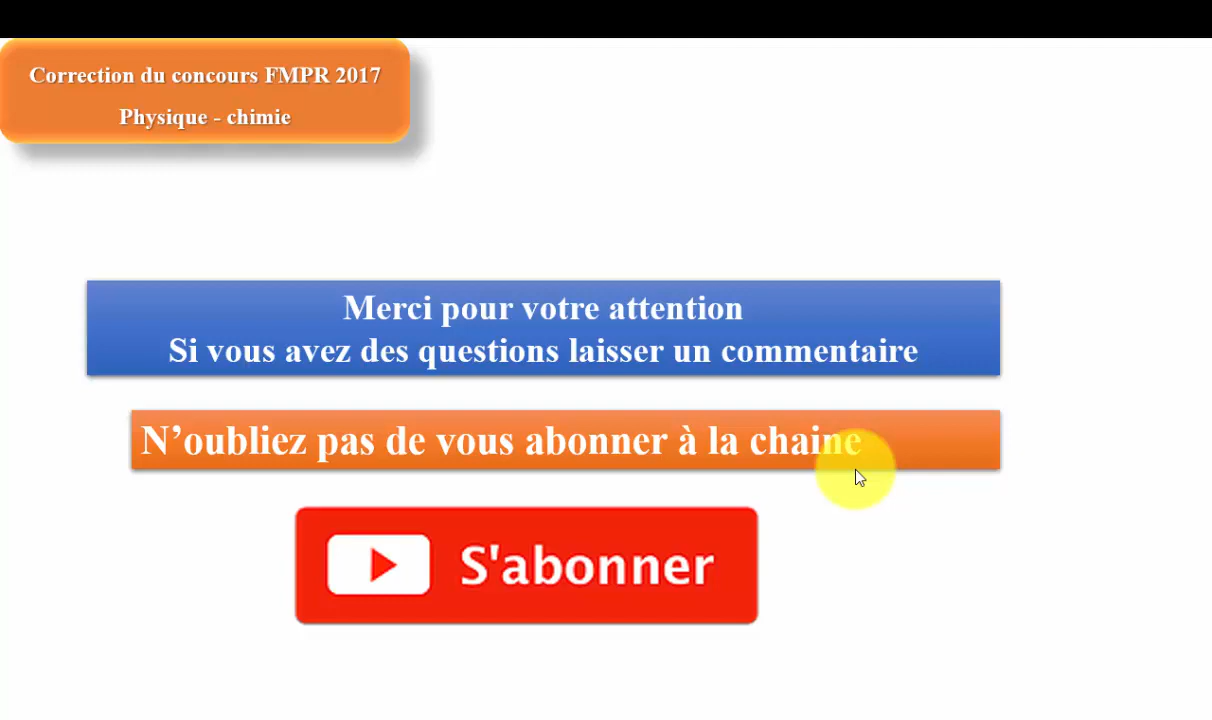 Correction du concours FMPR 2017
Physique - chimie
Merci pour votre attention
Si vous avez des questions laisser un commentaire
N’oubliez pas de vous abonner à la chaine
S'abonner